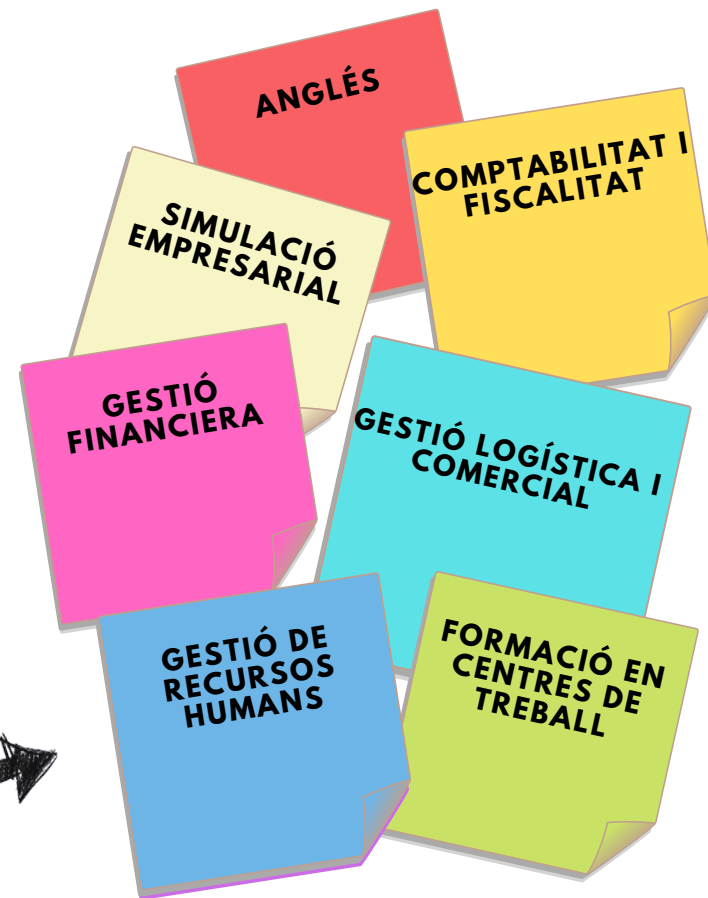 ANGLÉS
COMPTABILITAT I
FISCALITAT
SIMULACIÓ
EMPRESARIAL
GESTIÓ
FINANCIERA
GESTIÓ LOGÍSTICA I
COMERCIAL
GESTIÓ DE
RECURSOS
HUMANS
FORMACIÓ EN
CENTRES DE
TREBALL